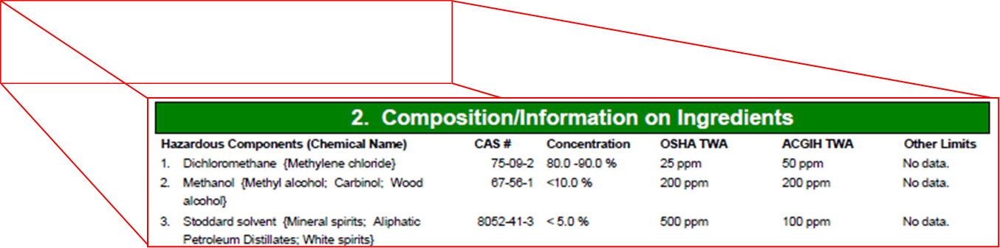 2. Composition/Information on Ingredients
Hazardous Components (Chemical Name) CAS # Concentration OSHA TWA ACGIH TWA Other Limits
1. Dichloromethane {Methylene chloride} 75-09-2 80.0 -90.0 % 25 ppm 50 ppm No data.
2. Methanol {Methyl alcohol; Carbinol; Wood 67-56-1 <10.0 % 200 ppm 200 ppm No data.
alcohol}
3. Stoddard solvent {Mineral spirits; Aliphatic 8052-41-3 < 5.0 % 500 ppm 100 ppm No data.
Petroleum Distillates; White spirits}